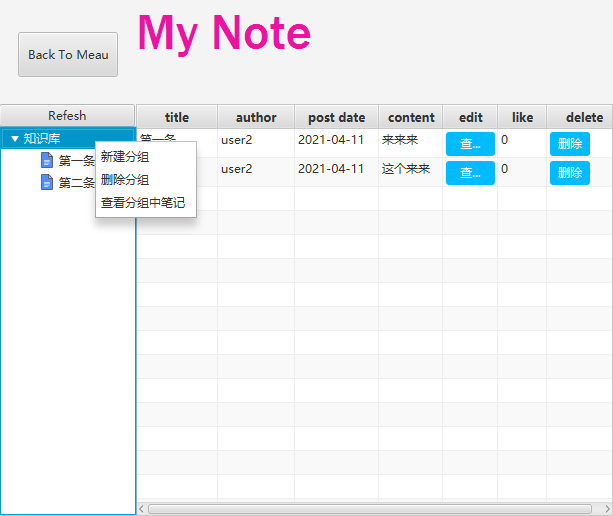 My Note
Back To Meau
Refesh
title author post date content edit like delete
知识库
第一条
第二条
新建分组
删除分组
查看分组中笔记
第一条 user2 2021-04-11 来来来 查... 0 删除
user2 2021-04-11 这个来来 查... 0 删除